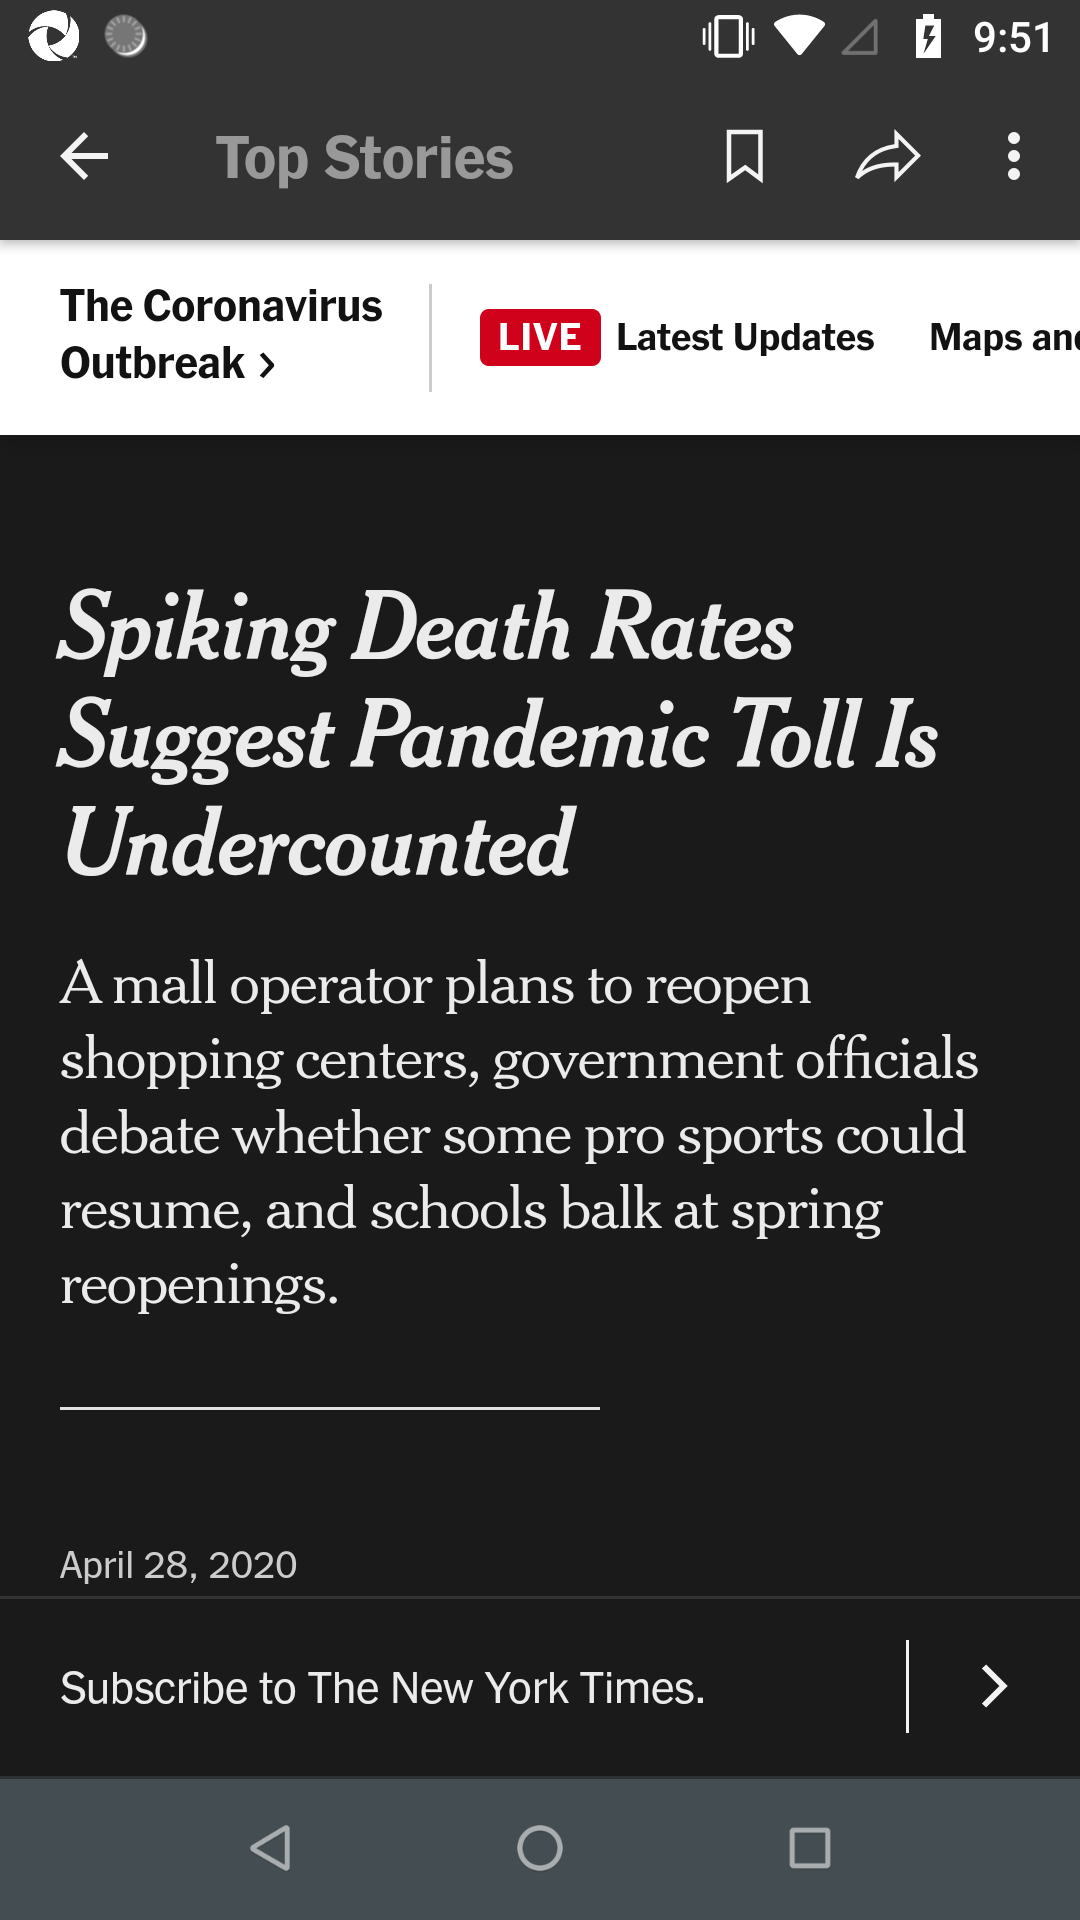 9:51
Top Stories
The Coronavirus
Outbreak >
LIVE Latest Updates Maps and
Spiking Death Rates
Suggest Pandemic Toll Is
Undercounted
A mall operator plans to reopen
shopping centers, government officials
debate whether some pro sports could
resume, and schools balk at spring
reopenings.
April 28, 2020
Subscribe to The New York Times.